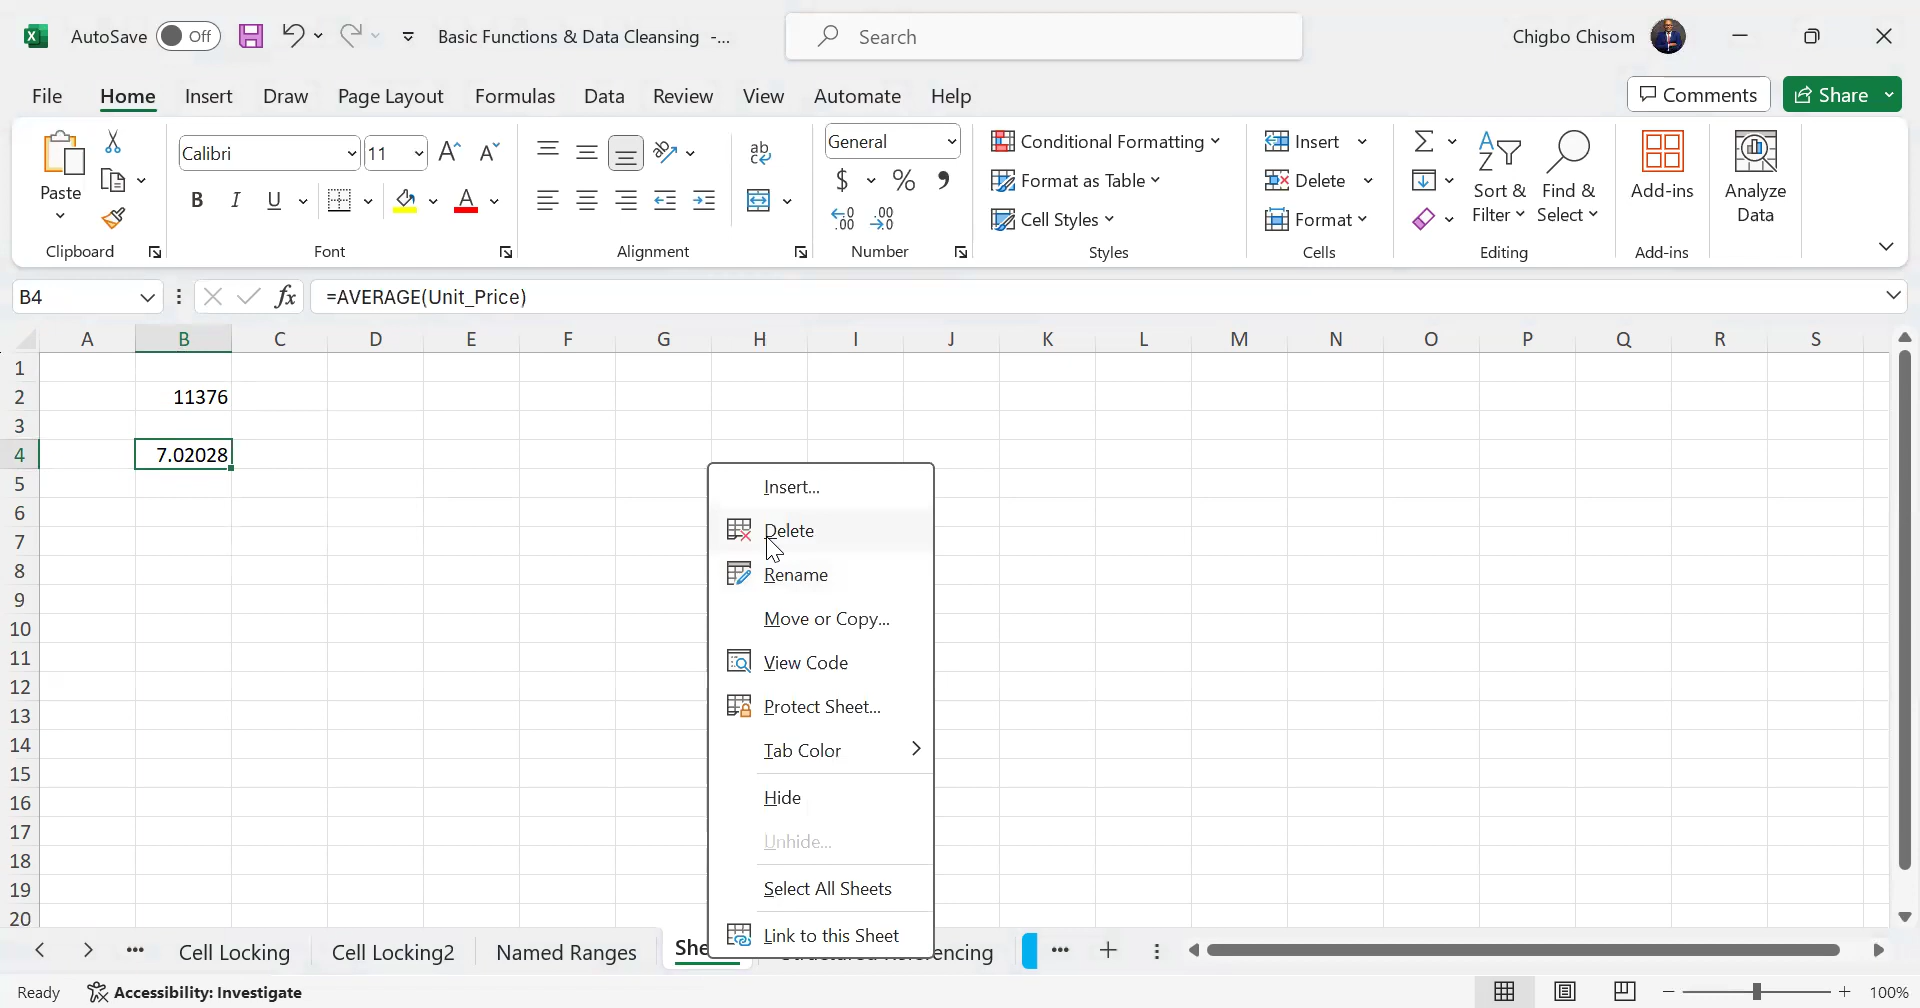 AutoSave Off Basic Functions & Data Cleansing -... Search Chigbo Chisom
File Home Insert Draw Page Layout Formulas Data Review View Automate Help Comments Share
Paste
Clipboard
Calibri 11
B I U A
Font
ab
Alignment
General
$ % ,
.00 .00
Number
Conditional Formatting
Format as Table
Cell Styles
Styles
Insert
Delete
Format
Cells
Sort & Filter
Find & Select
Editing
Add-ins
Add-ins
Analyze Data
B4 fx =AVERAGE(Unit_Price)
A B C D E F G H I J K L M N O P Q R S
1
2 11376
3
4 7.02028
5
6
7
8
9
10
11
12
13
14
15
16
17
18
19
20
Insert...
Delete
Rename
Move or Copy...
View Code
Protect Sheet...
Tab Color
Hide
Unhide...
Select All Sheets
Link to this Sheet
Cell Locking Cell Locking2 Named Ranges She
Ready Accessibility: Investigate 100%